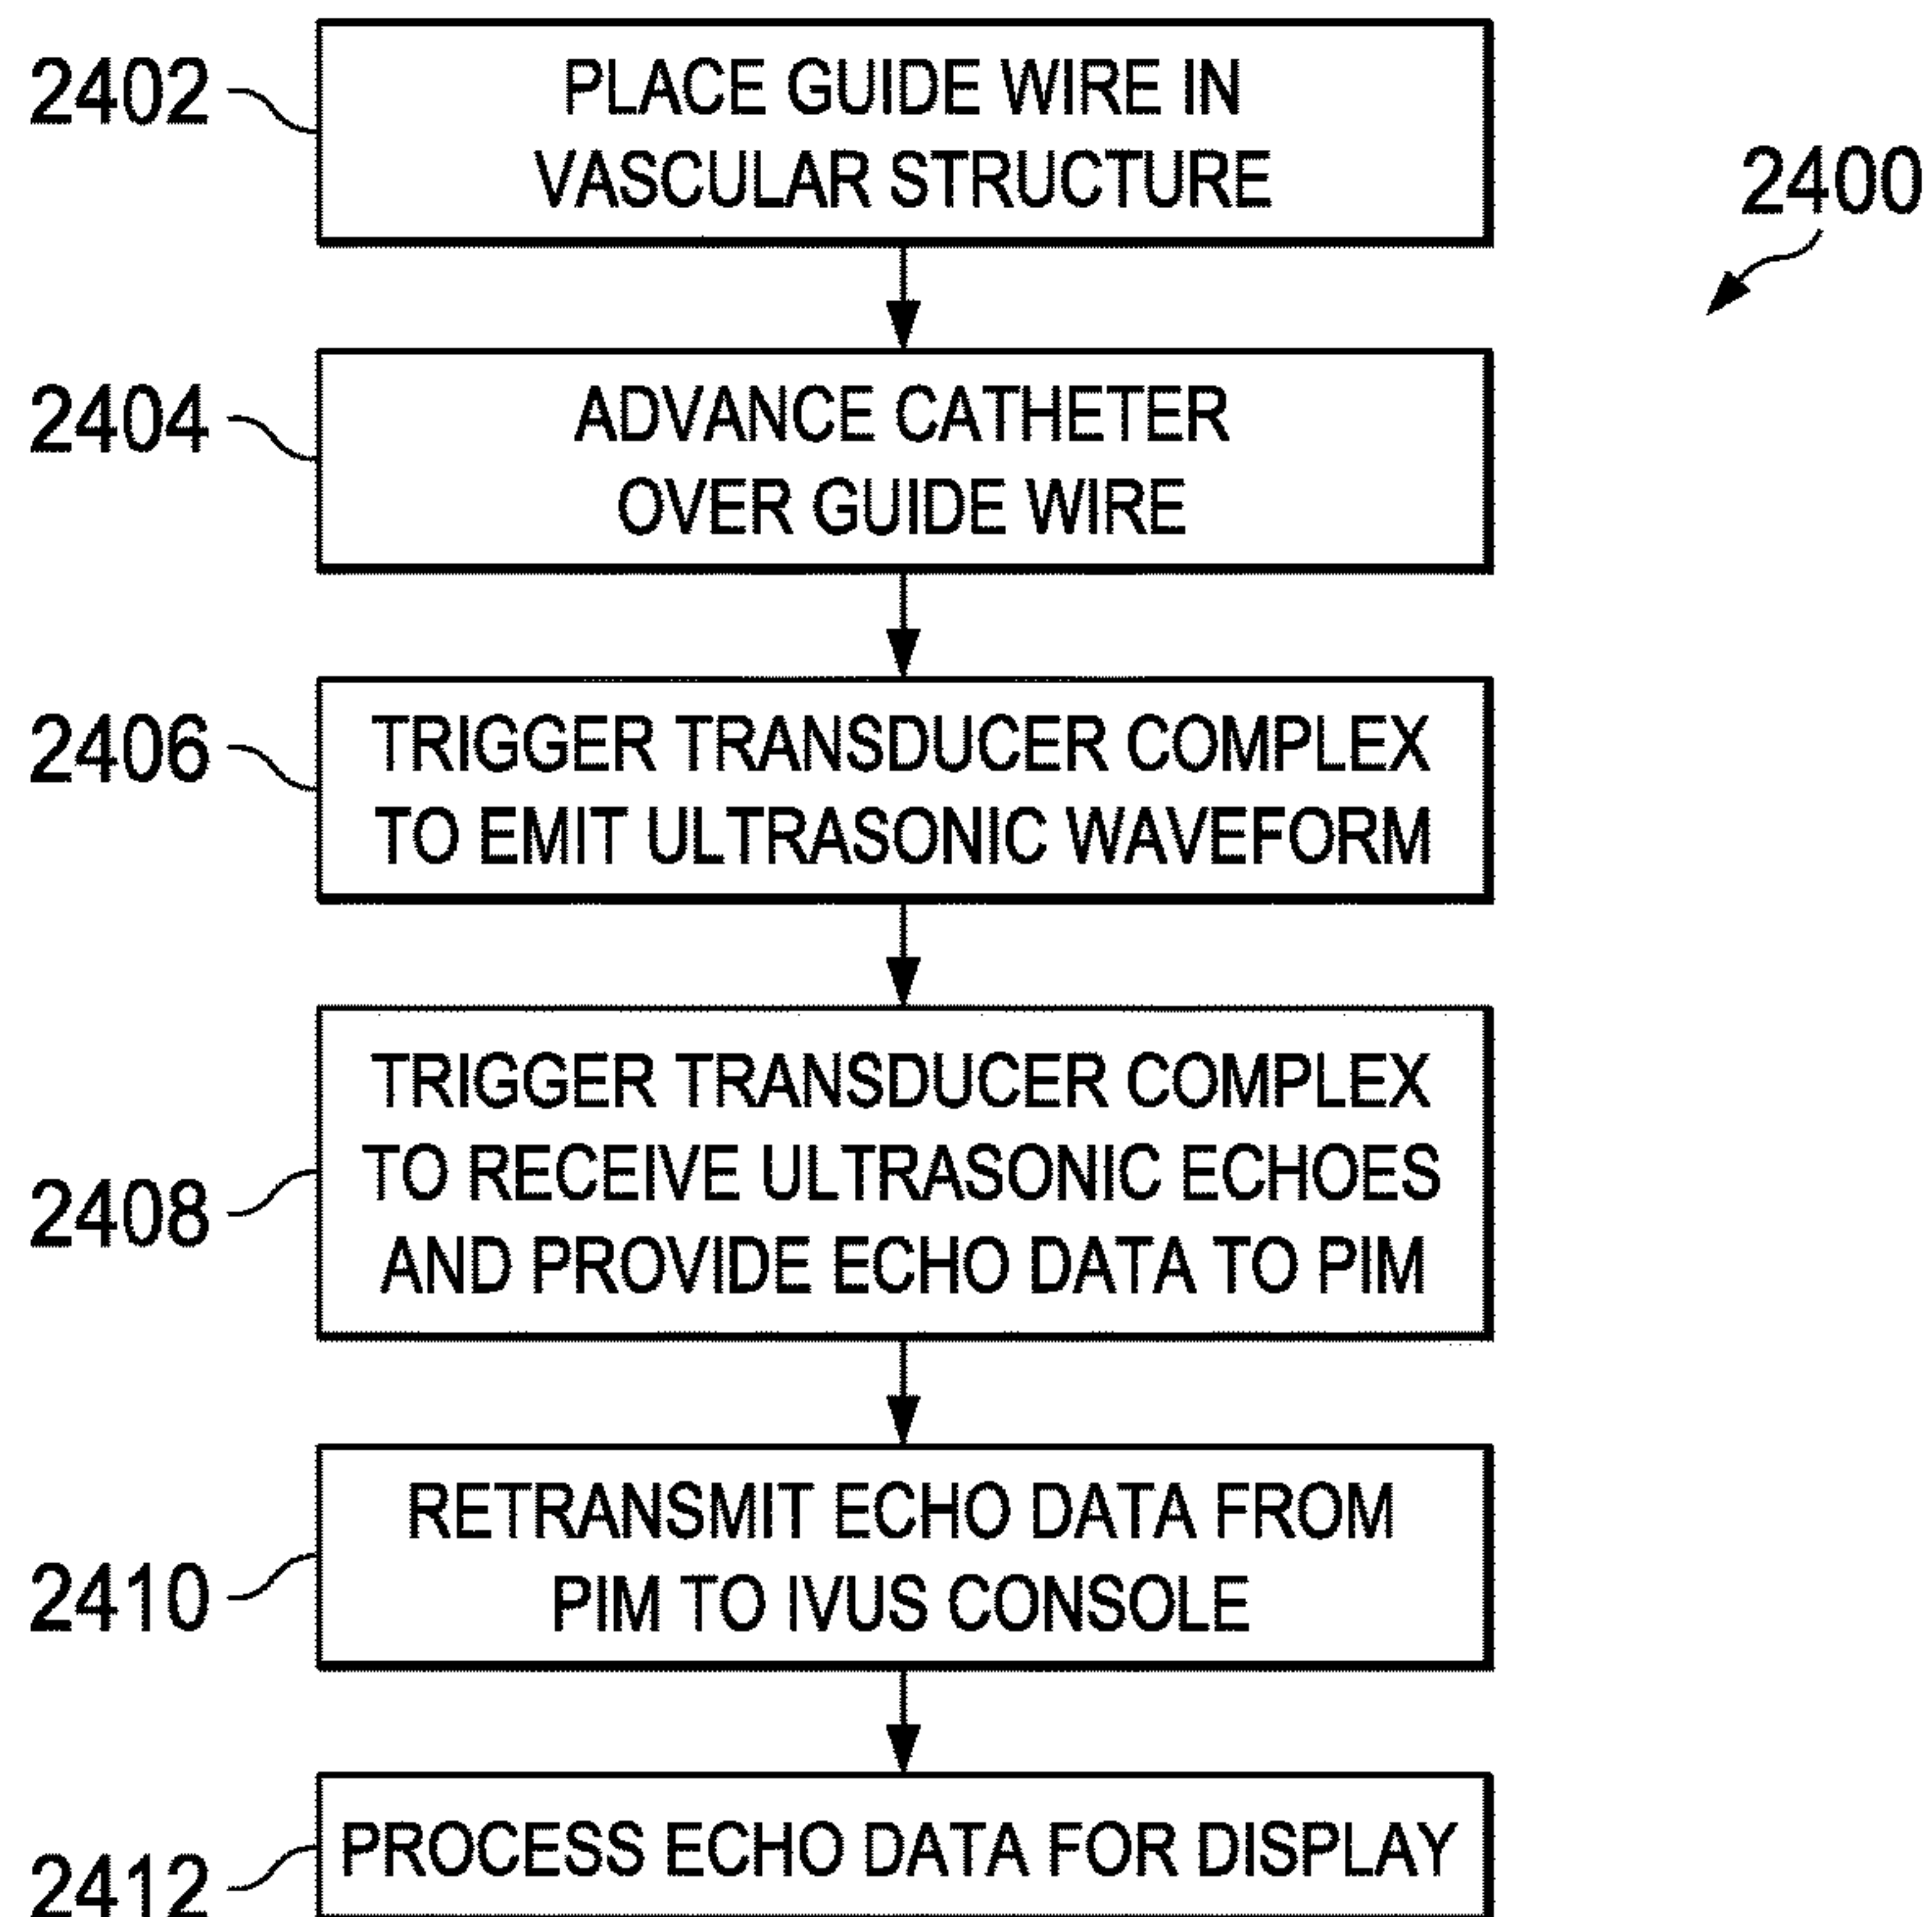 2402
PLACE GUIDE WIRE IN
VASCULAR STRUCTURE
2400
2404
ADVANCE CATHETER
OVER GUIDE WIRE
2406
TRIGGER TRANSDUCER COMPLEX
TO EMIT ULTRASONIC WAVEFORM
2408
TRIGGER TRANSDUCER COMPLEX
TO RECEIVE ULTRASONIC ECHOES
AND PROVIDE ECHO DATA TO PIM
2410
RETRANSMIT ECHO DATA FROM
PIM TO IVUS CONSOLE
2412
PROCESS ECHO DATA FOR DISPLAY